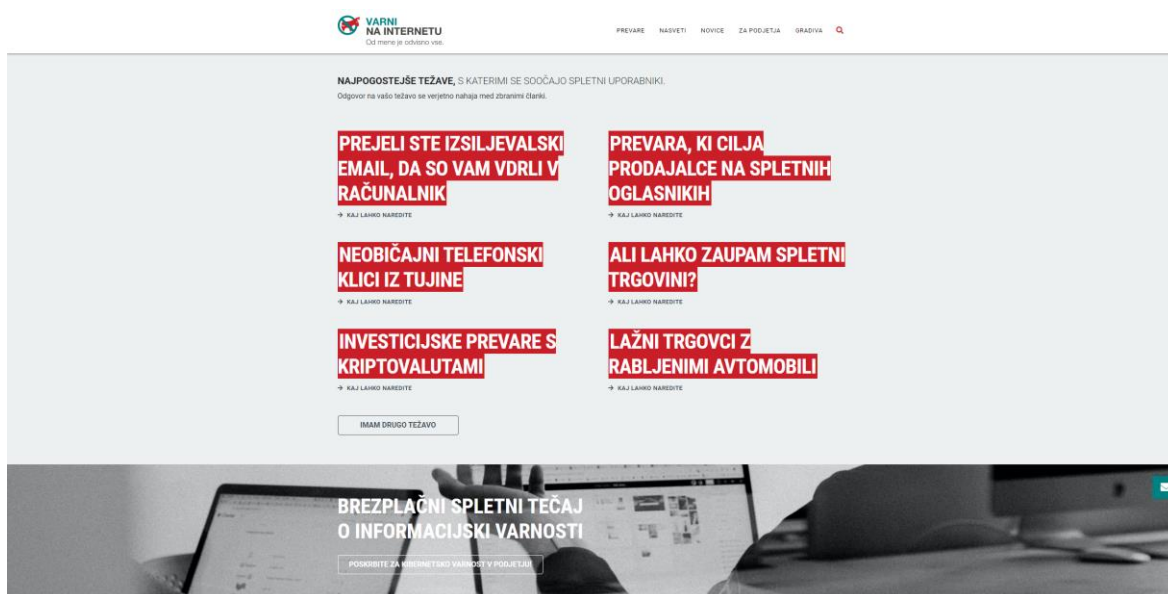 VARNI
NA INTERNETU
Od mene je odvisno vse.
PREVARE NASVETI NOVICE ZA PODJETJA GRADIVA
NAJPOGOSTEJŠE TEŽAVE, S KATERIMI SE SOOČAJO SPLETNI UPORABNIKI.
Odgovor na vašo težavo se verjetno nahaja med zbranimi članki.
PREJELI STE IZSILJEVALSKI
EMAIL, DA SO VAM VDRLI V
RAČUNALNIK
→ KAJ LAHKO NAREDITE
PREVARA, KI CILJA
PRODAJALCE NA SPLETNIH
OGLASNIKIH
→ KAJ LAHKO NAREDITE
NEOBIČAJNI TELEFONSKI
KLICI IZ TUJINE
→ KAJ LAHKO NAREDITE
ALI LAHKO ZAUPAM SPLETNI
TRGOVINI?
→ KAJ LAHKO NAREDITE
INVESTICIJSKE PREVARE S
KRIPTOVALUTAMI
→ KAJ LAHKO NAREDITE
LAŽNI TRGOVCI Z
RABLJENIMI AVTOMOBILI
→ KAJ LAHKO NAREDITE
IMAM DRUGO TEŽAVO
BREZPLAČNI SPLETNI TEČAJ
O INFORMACIJSKI VARNOSTI
POSKRBITE ZA KIBERNETSKO VARNOST V PODJETJU!